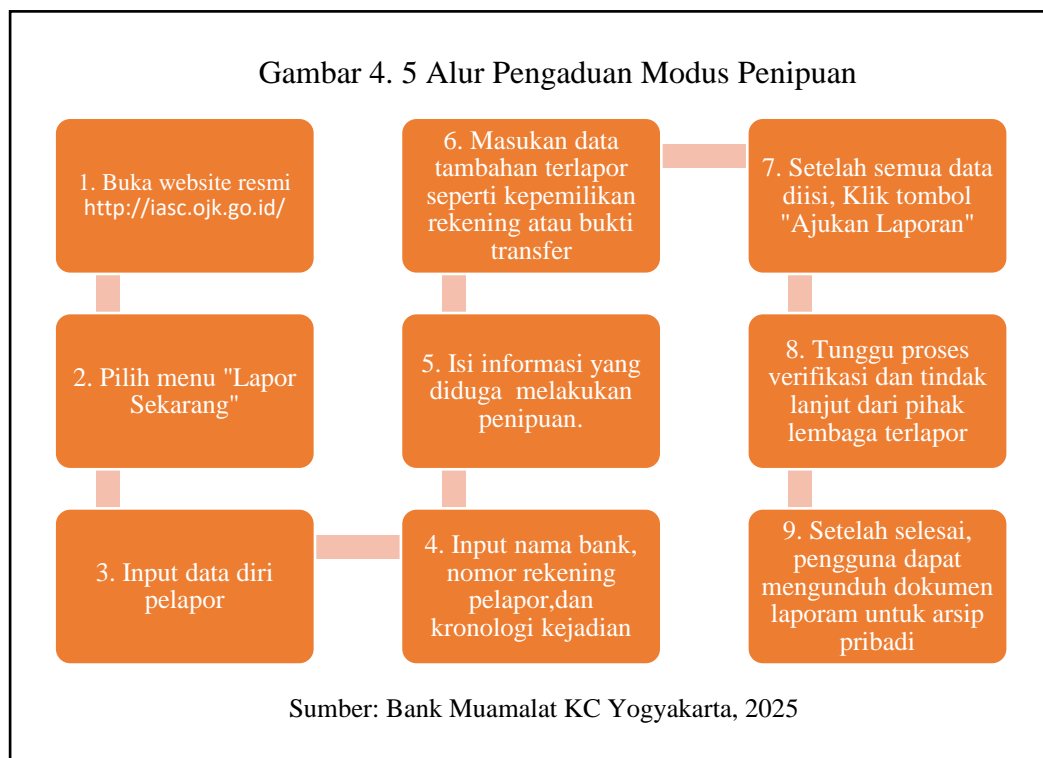 Gambar 4. 5 Alur Pengaduan Modus Penipuan
1. Buka website resmi
http://iasc.ojk.go.id/
2. Pilih menu "Lapor
Sekarang"
3. Input data diri
pelapor
4. Input nama bank,
nomor rekening
pelapor,dan
kronologi kejadian
5. Isi informasi yang
diduga  melakukan
penipuan.
6. Masukan data
tambahan terlapor
seperti kepemilikan
rekening atau bukti
transfer
7. Setelah semua data
diisi, Klik tombol
"Ajukan Laporan"
8. Tunggu proses
verifikasi dan tindak
lanjut dari pihak
lembaga terlapor
9. Setelah selesai,
pengguna dapat
mengunduh dokumen
laporam untuk arsip
pribadi
Sumber: Bank Muamalat KC Yogyakarta, 2025